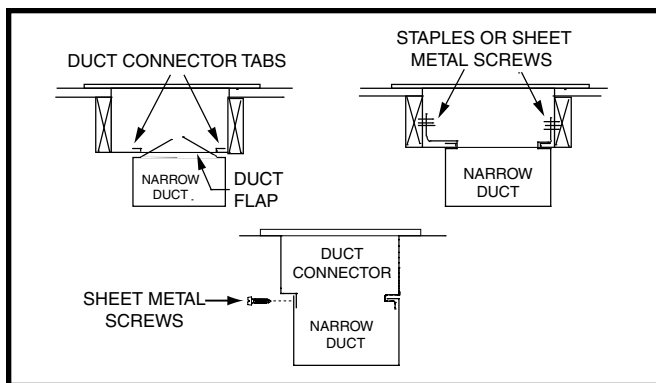 DUCT CONNECTOR TABS
NARROW
DUCT
DUCT
FLAP
STAPLES OR SHEET
METAL SCREWS
NARROW
DUCT
DUCT
CONNECTOR
SHEET METAL
SCREWS
NARROW
DUCT